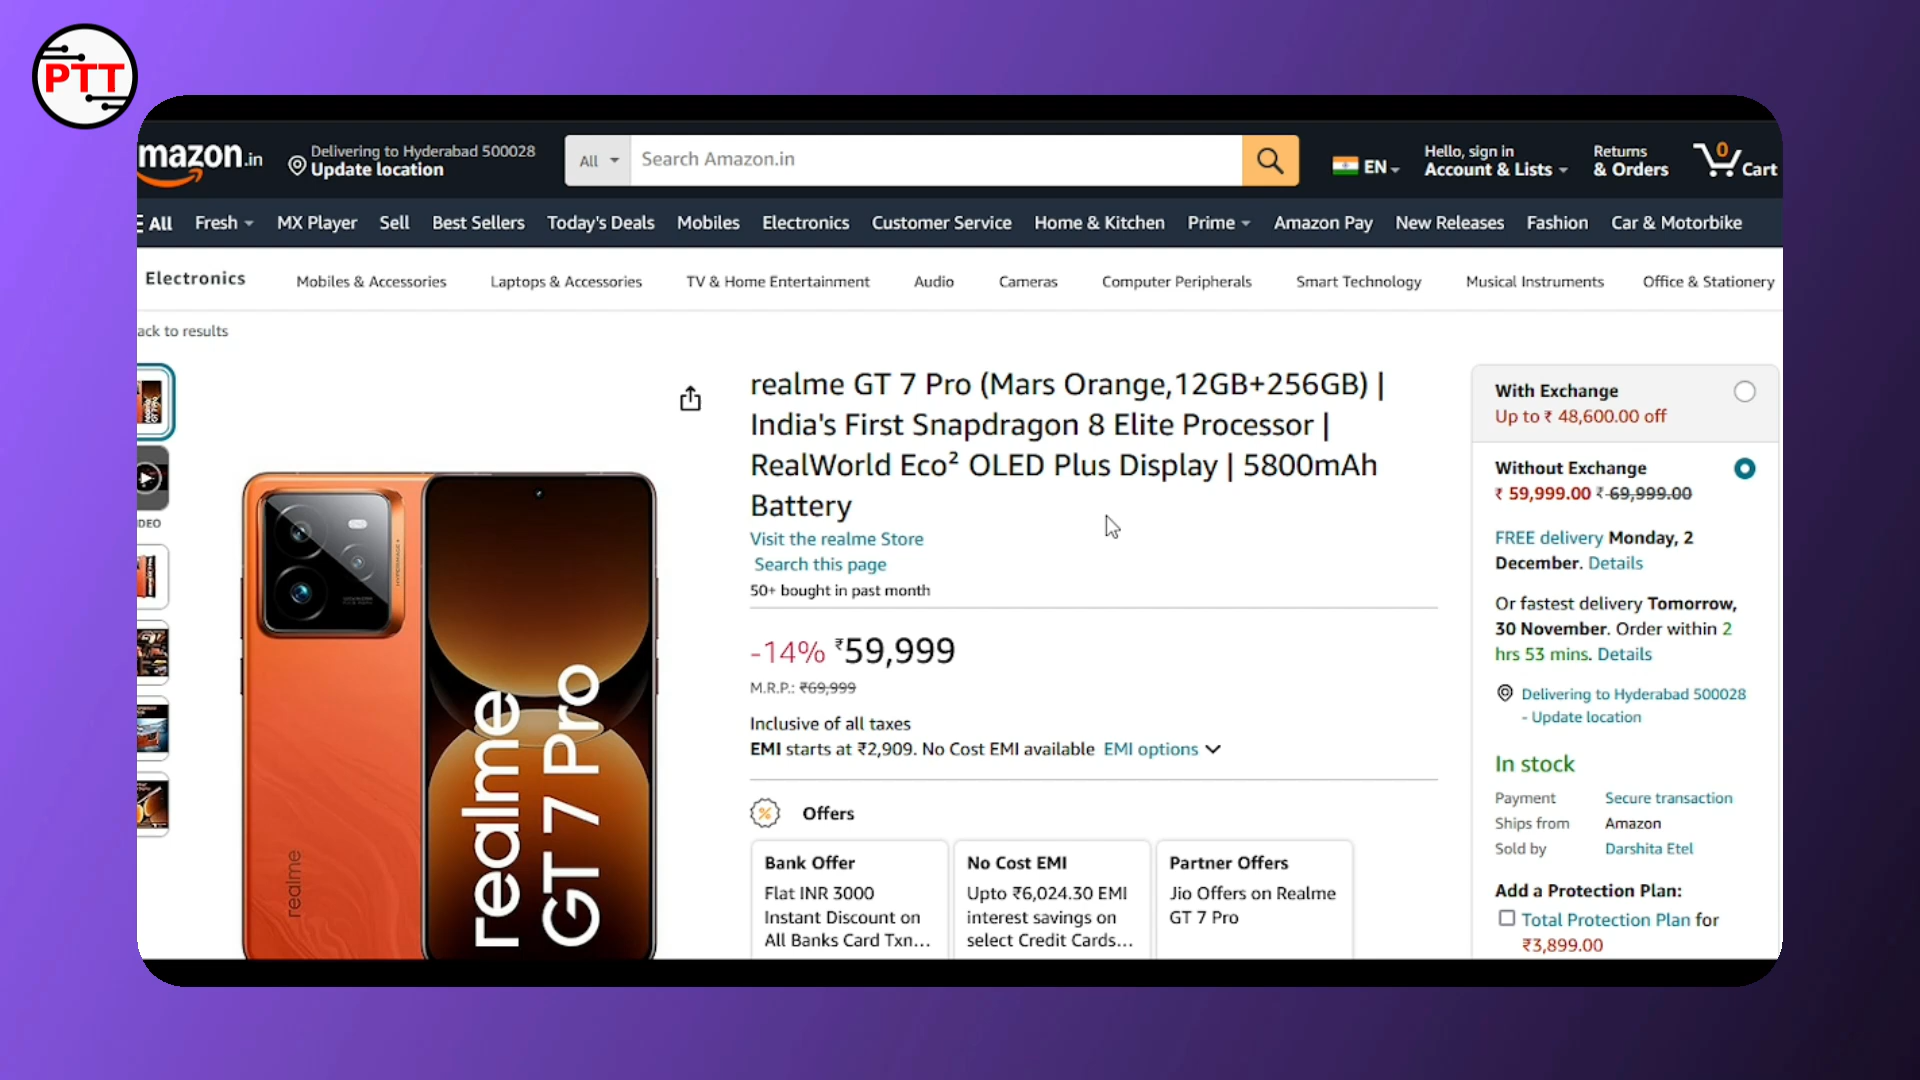 PTT
mazon.in
Delivering to Hyderabad 500028
Update location
All
Search Amazon.in
EN
Hello, sign in
Account & Lists
Returns
& Orders
0
Cart
All
Fresh
MX Player
Sell
Best Sellers
Today's Deals
Mobiles
Electronics
Customer Service
Home & Kitchen
Prime
Amazon Pay
New Releases
Fashion
Car & Motorbike
Electronics
Mobiles & Accessories
Laptops & Accessories
TV & Home Entertainment
Audio
Cameras
Computer Peripherals
Smart Technology
Musical Instruments
Office & Stationery
ack to results
DEO
realme
realme
GT 7 Pro
realme GT 7 Pro (Mars Orange,12GB+256GB) |
India's First Snapdragon 8 Elite Processor |
RealWorld Eco² OLED Plus Display | 5800mAh
Battery
Visit the realme Store
Search this page
50+ bought in past month
-14% ₹59,999
M.R.P.: ₹69,999
Inclusive of all taxes
EMI starts at ₹2,909. No Cost EMI available EMI options
Offers
Bank Offer
Flat INR 3000
Instant Discount on
All Banks Card Txn...
No Cost EMI
Upto ₹6,024.30 EMI
interest savings on
select Credit Cards...
Partner Offers
Jio Offers on Realme
GT 7 Pro
With Exchange
Up to ₹ 48,600.00 off
Without Exchange
₹ 59,999.00 ₹ 69,999.00
FREE delivery Monday, 2
December. Details
Or fastest delivery Tomorrow,
30 November. Order within 2
hrs 53 mins. Details
Delivering to Hyderabad 500028
- Update location
In stock
Payment Secure transaction
Ships from Amazon
Sold by Darshita Etel
Add a Protection Plan:
Total Protection Plan for
₹3,899.00